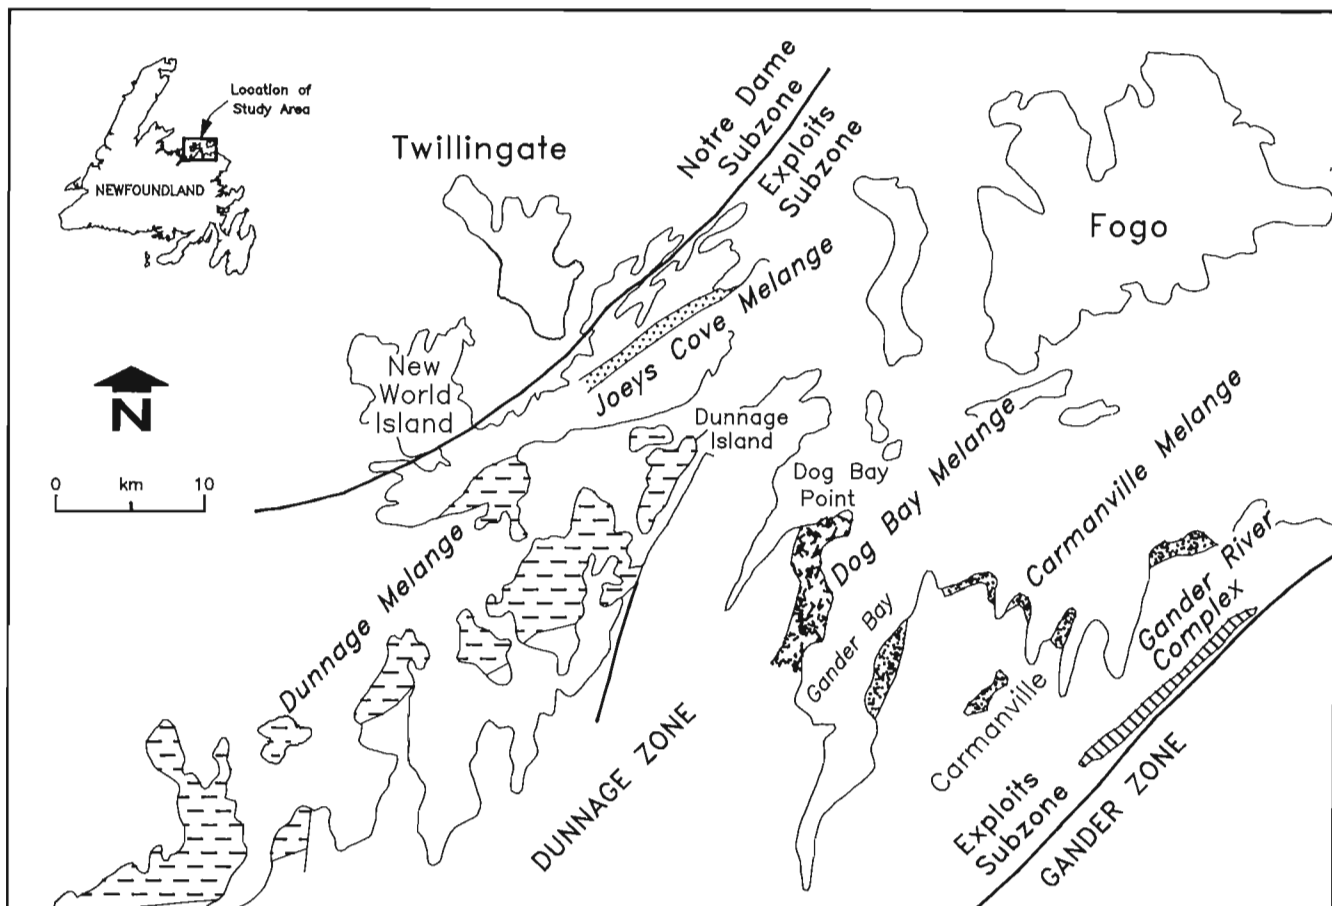 Location of
Study Area
NEWFOUNDLAND
Twillingate
Notre Dame
Subzone
Exploits
Subzone
Fogo
New
World
Island
Joeys Cove Melange
N
0 km 10
Dunnage
Island
Dog Bay
Point
Dog Bay Melange
Carmanville Melange
Dunnage Melange
Gander Bay
Gander River
Complex
Carmanville
DUNNAGE ZONE
Exploits
Subzone
GANDER ZONE